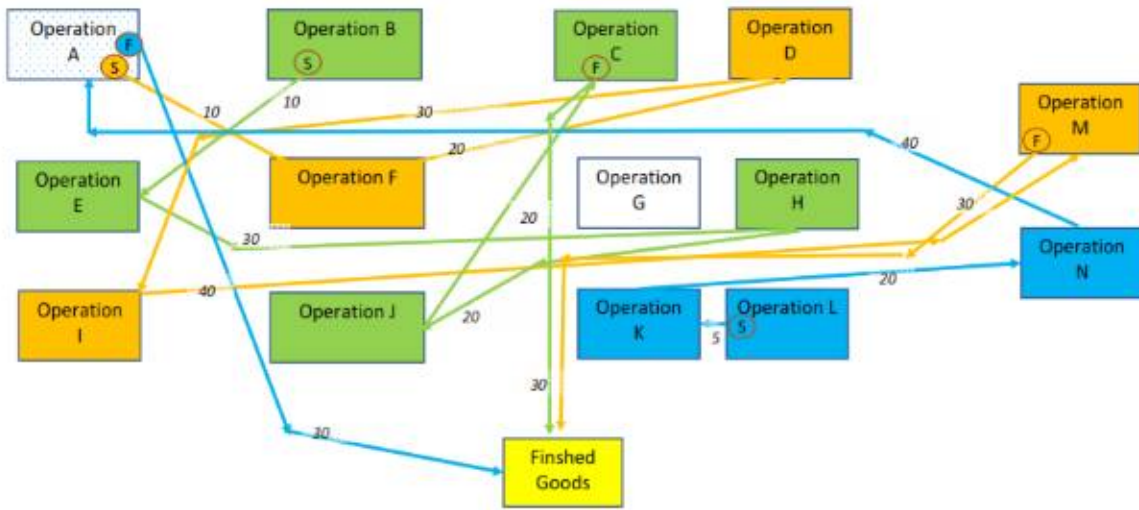 Operation
A
F
S
Operation B
S
Operation
C
F
Operation
D
10
10
30
20
40
Operation
M
F
Operation
E
Operation F
Operation
G
Operation
H
20
30
30
Operation
N
Operation
I
40
Operation J
20
Operation
K
Operation L
S
5
20
30
30
Finshed
Goods